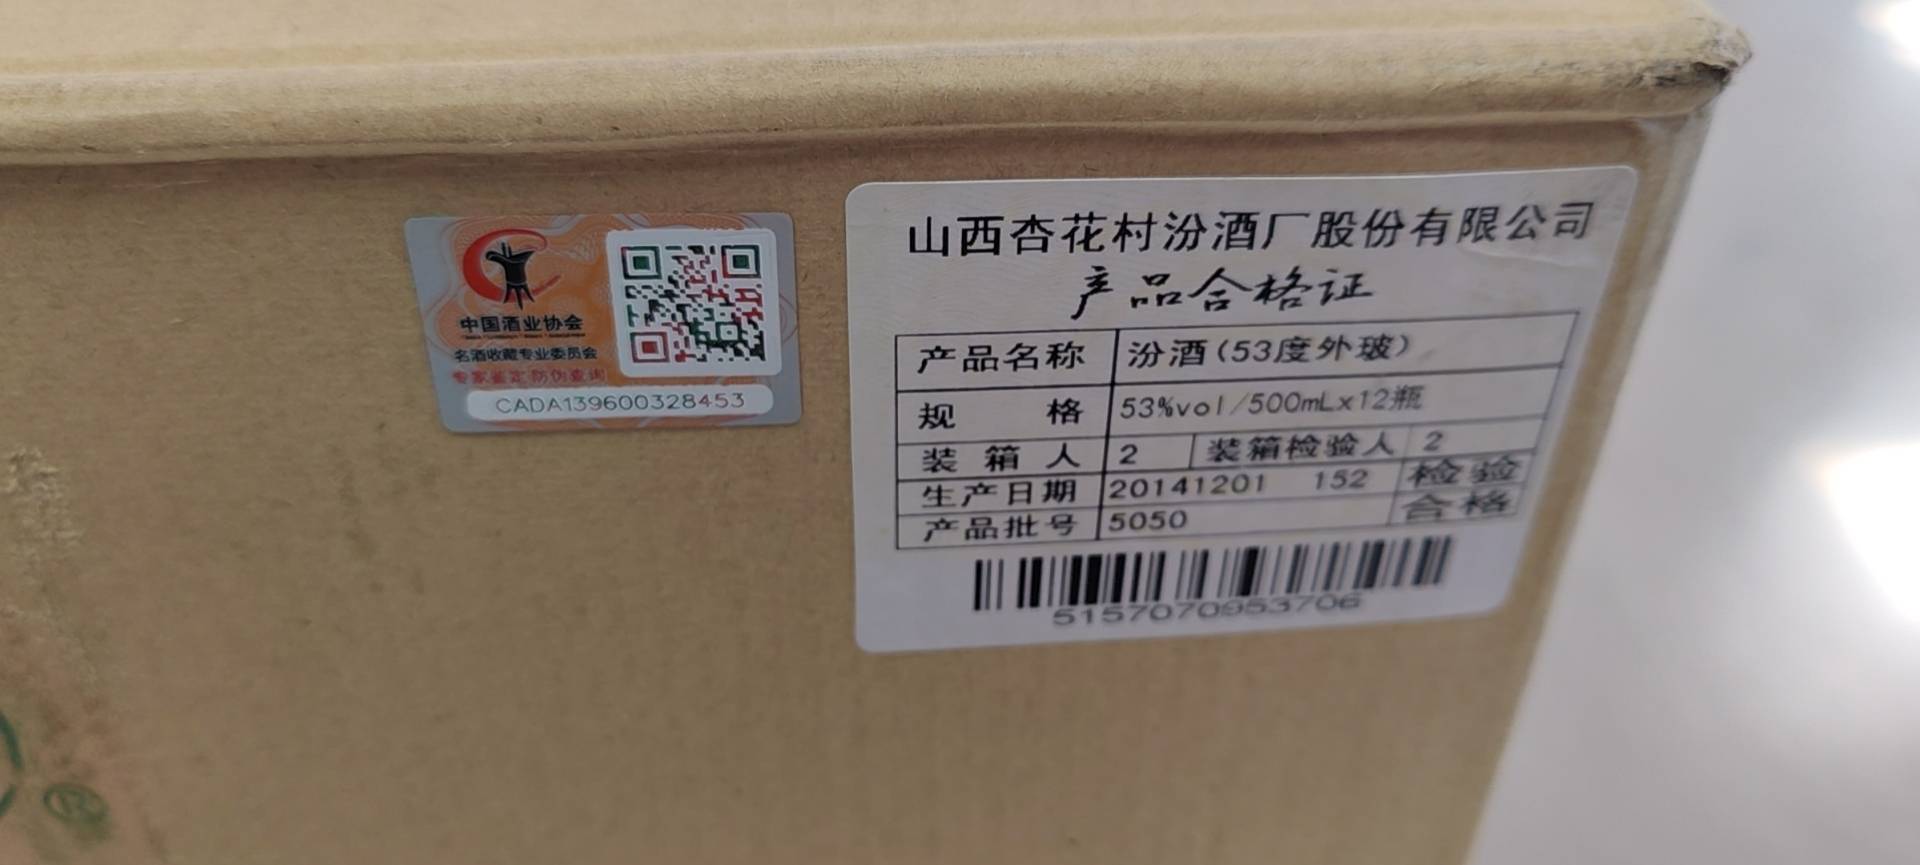 中国酒业协会
名酒收藏专业委员会
专家鉴定 防伪查询
CADA139600328453
山西杏花村汾酒厂股份有限公司
产品合格证
产品名称 汾酒(53度外玻)
规格 53%vol/500mLx12瓶
装箱人 2 装箱检验人 2
生产日期 20141201 152 检验
产品批号 5050 合格
5157070953706
®